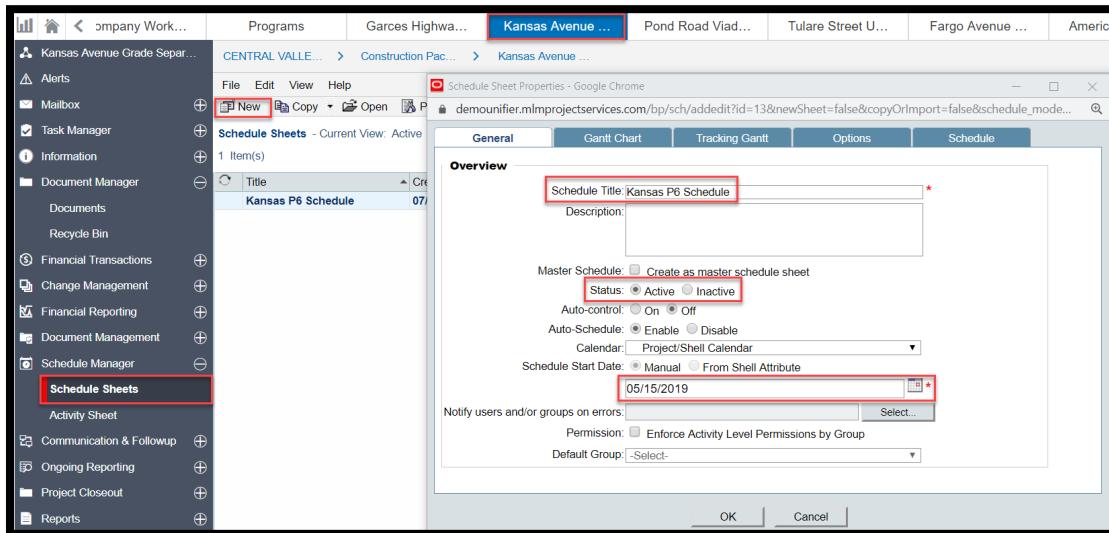 ompany Work... Programs Garces Highwa... Kansas Avenue ... Pond Road Viad... Tulare Street U... Fargo Avenue ... Americ
Kansas Avenue Grade Separ...
Alerts
Mailbox
Task Manager
Information
Document Manager
Documents
Recycle Bin
Financial Transactions
Change Management
Financial Reporting
Document Management
Schedule Manager
Schedule Sheets
Activity Sheet
Communication & Followup
Ongoing Reporting
Project Closeout
Reports
CENTRAL VALLE... > Construction Pac... > Kansas Avenue ...
File Edit View Help
New Copy Open P
Schedule Sheets - Current View: Active
1 Item(s)
Title Cre
Kansas P6 Schedule 07/
Schedule Sheet Properties - Google Chrome
demounifier.mlmprojectservices.com/bp/sch/addedit?id=13&newSheet=false&copyOrImport=false&schedule_mode...
General Gantt Chart Tracking Gantt Options Schedule
Overview
Schedule Title: Kansas P6 Schedule *
Description:
Master Schedule: Create as master schedule sheet
Status: Active Inactive
Auto-control: On Off
Auto-Schedule: Enable Disable
Calendar: Project/Shell Calendar
Schedule Start Date: Manual From Shell Attribute
05/15/2019 *
Notify users and/or groups on errors: Select...
Permission: Enforce Activity Level Permissions by Group
Default Group: -Select-
OK Cancel